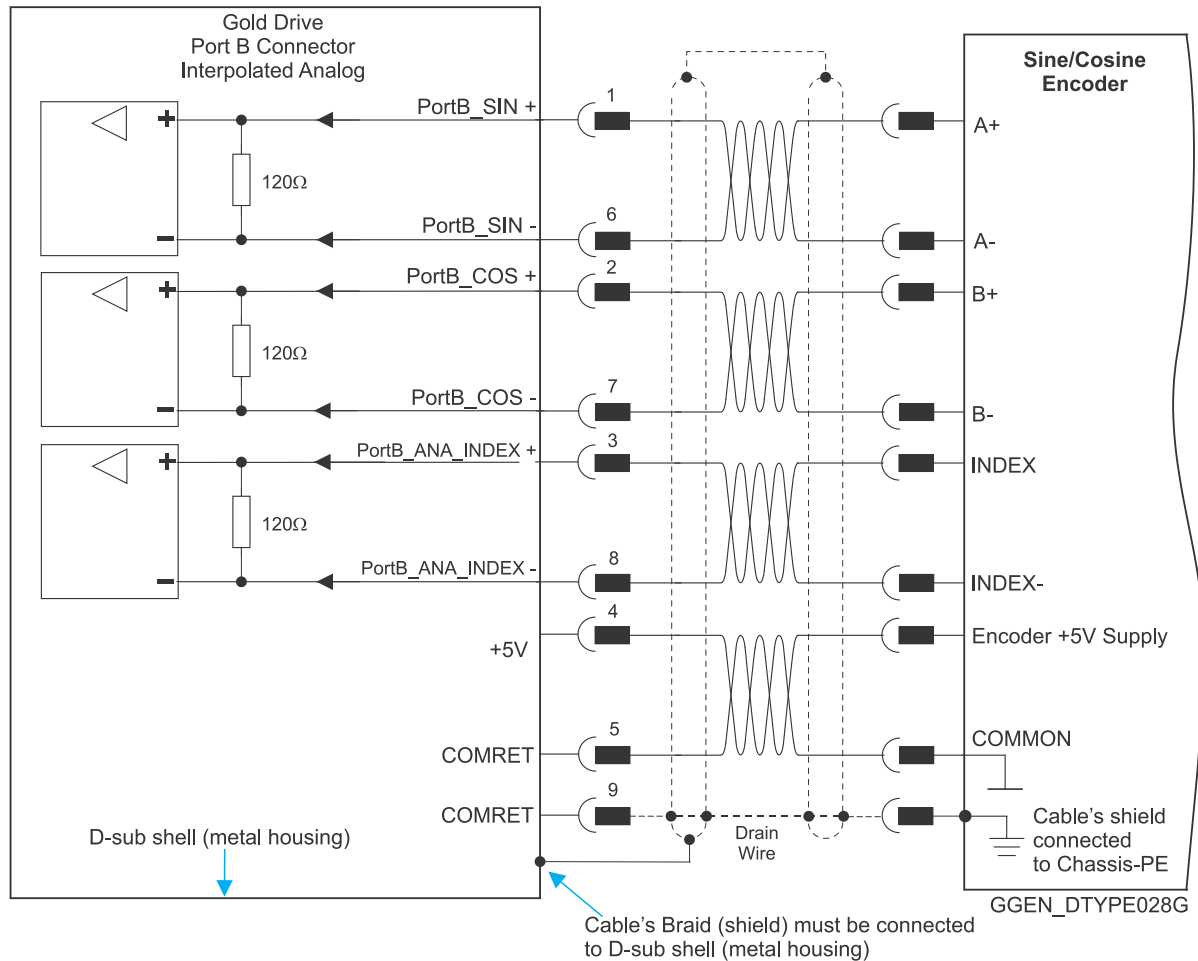 Gold Drive
Port B Connector
Interpolated Analog
Sine/Cosine
Encoder
PortB_SIN +
1
A+
+
120Ω
PortB_SIN -
6
A-
PortB_COS +
2
B+
+
120Ω
PortB_COS -
7
B-
PortB_ANA_INDEX +
3
INDEX
+
120Ω
PortB_ANA_INDEX -
8
INDEX-
+5V
4
Encoder +5V Supply
COMRET
5
COMMON
COMRET
9
Drain
Wire
Cable's shield
connected
to Chassis-PE
D-sub shell (metal housing)
GGEN_DTYPE028G
Cable's Braid (shield) must be connected
to D-sub shell (metal housing)